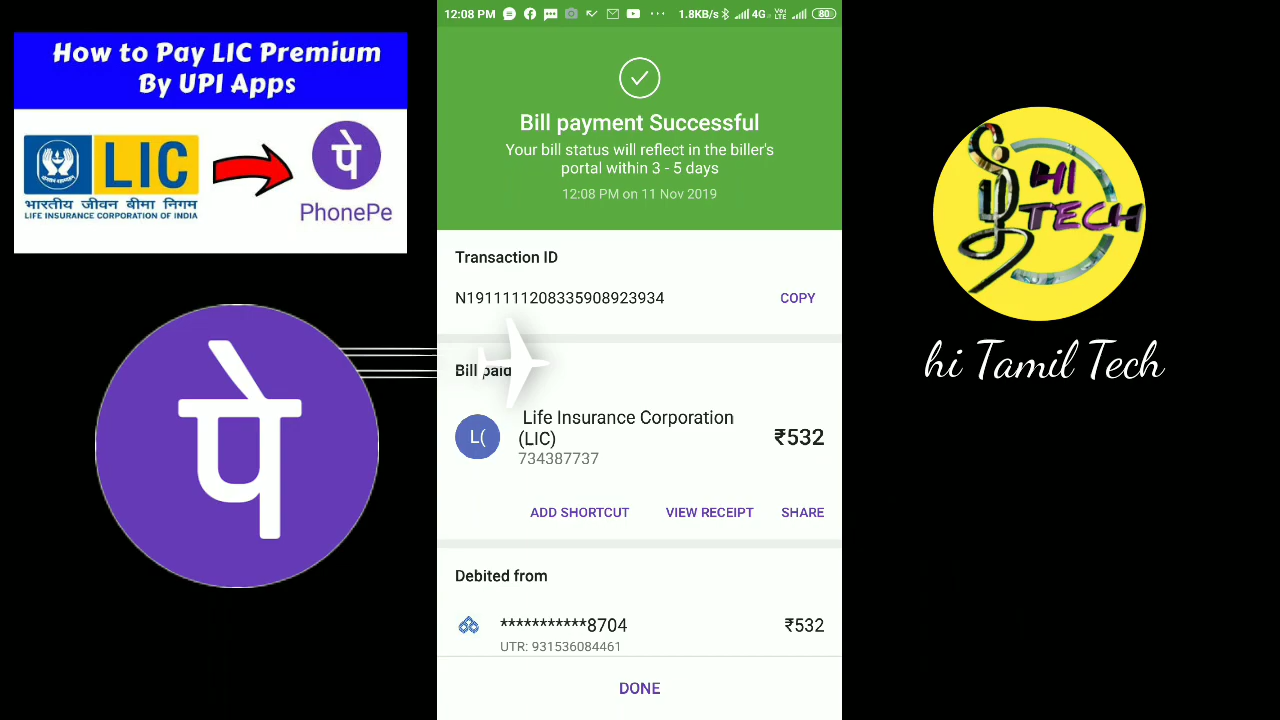 How to Pay LIC Premium
By UPI Apps
LIC
भारतीय जीवन बीमा निगम
LIFE INSURANCE CORPORATION OF INDIA
पे
PhonePe
पे
12:08 PM
1.8KB/s
4G
80
Bill payment Successful
Your bill status will reflect in the biller's
portal within 3 - 5 days
12:08 PM on 11 Nov 2019
Transaction ID
N1911111208335908923934
COPY
Bill paid
L(
Life Insurance Corporation
(LIC)
734387737
₹532
ADD SHORTCUT
VIEW RECEIPT
SHARE
Debited from
***********8704
₹532
UTR: 931536084461
DONE
HI
TECH
hi Tamil Tech